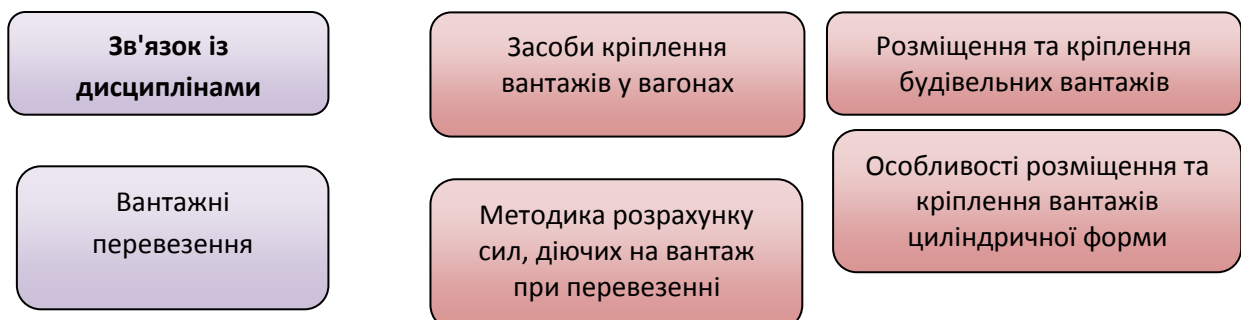 Зв'язок із
дисциплінами
Вантажні
перевезення
Засоби кріплення
вантажів у вагонах
Методика розрахунку
сил, діючих на вантаж
при перевезенні
Розміщення та кріплення
будівельних вантажів
Особливості розміщення та
кріплення вантажів
циліндричної форми